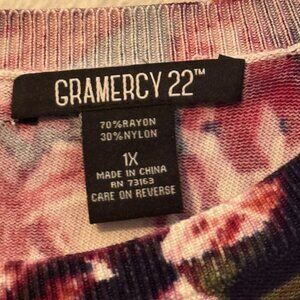 GRAMERCY 22™
70%RAYON
30%NYLON
1X
MADE IN CHINA
RN 73163
CARE ON REVERSE